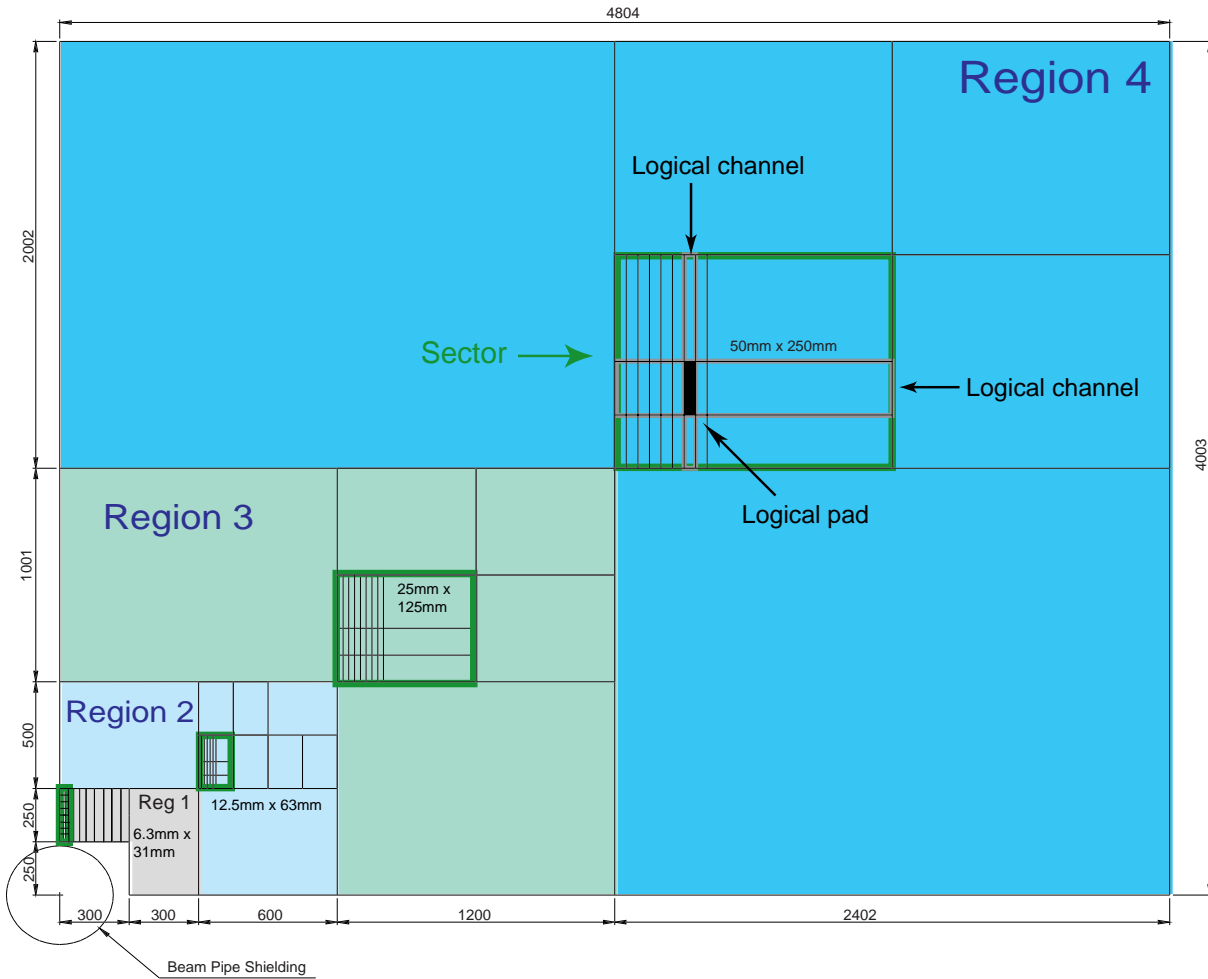 4804
Region 4
Logical channel
2002
50mm x 250mm
Sector
Logical channel
4003
Region 3
Logical pad
1001
25mm x
125mm
Region 2
500
Reg 1
12.5mm x 63mm
250
6.3mm x
31mm
250
300
300
600
1200
2402
Beam Pipe Shielding